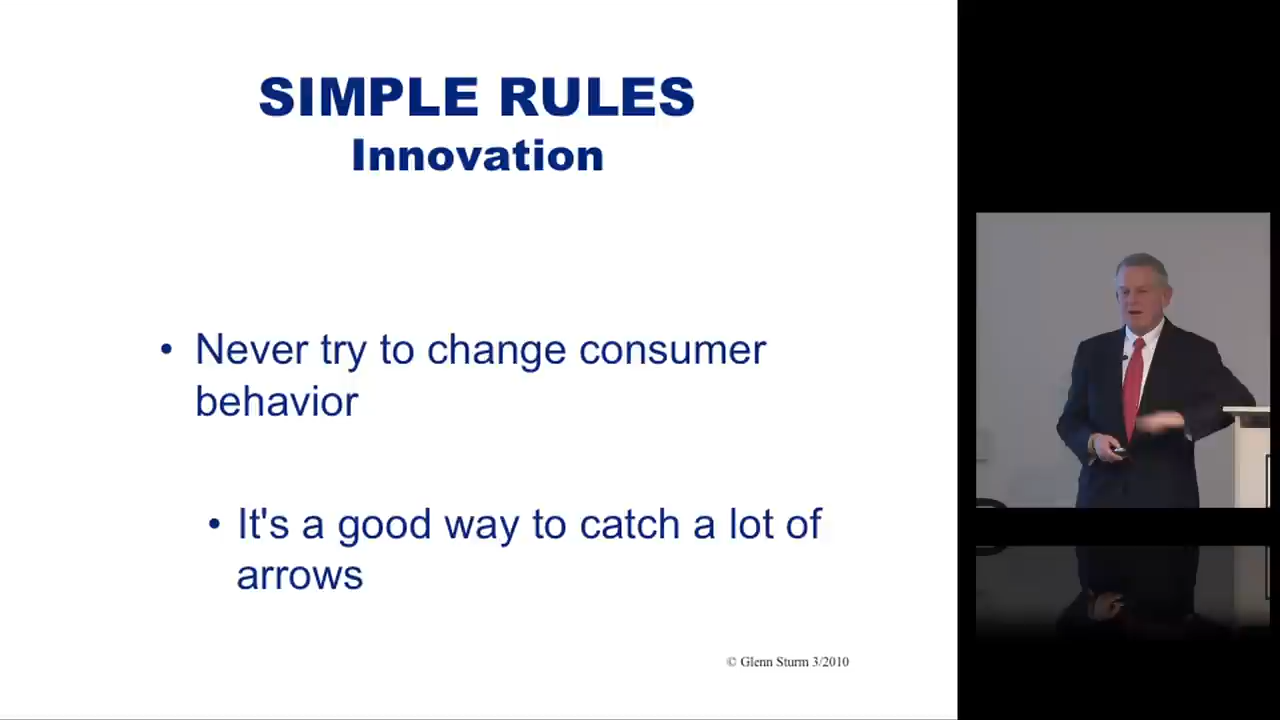 SIMPLE RULES
Innovation
• Never try to change consumer
behavior
• It's a good way to catch a lot of
arrows
© Glenn Sturm 3/2010